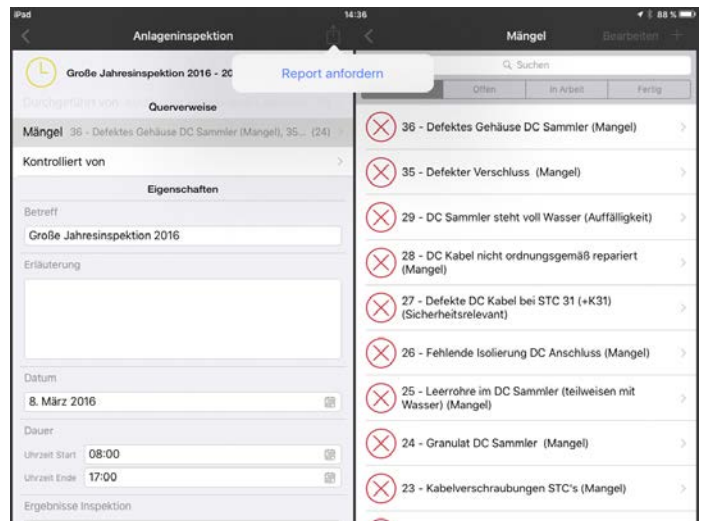 iPad
14:36
88 %
Anlageninspektion
Große Jahresinspektion 2016 - 20
Report anfordern
Durchgeführt von
Querverweise
Mängel 36 - Defektes Gehäuse DC Sammler (Mangel), 35... (24)
Kontrolliert von
Eigenschaften
Betreff
Große Jahresinspektion 2016
Erläuterung
Datum
8. März 2016
Dauer
Uhrzeit Start 08:00
Uhrzeit Ende 17:00
Ergebnisse Inspektion
Mängel
Bearbeiten
Suchen
Offen In Arbeit Fertig
36 - Defektes Gehäuse DC Sammler (Mangel)
35 - Defekter Verschluss (Mangel)
29 - DC Sammler steht voll Wasser (Auffälligkeit)
28 - DC Kabel nicht ordnungsgemäß repariert
(Mangel)
27 - Defekte DC Kabel bei STC 31 (+K31)
(Sicherheitsrelevant)
26 - Fehlende Isolierung DC Anschluss (Mangel)
25 - Leerrohre im DC Sammler (teilweisen mit
Wasser) (Mangel)
24 - Granulat DC Sammler (Mangel)
23 - Kabelverschraubungen STC's (Mangel)